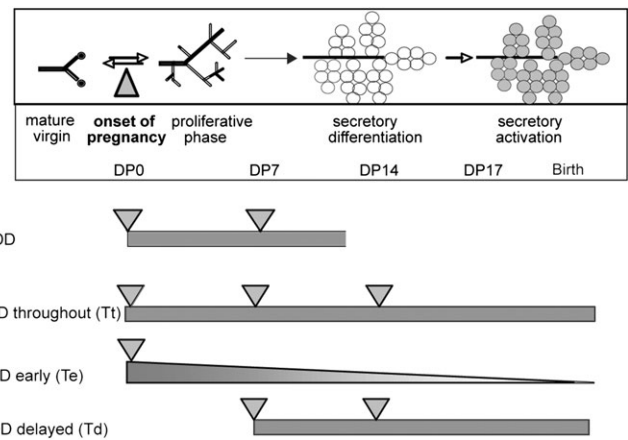 mature onset of proliferative secretory secretory
virgin pregnancy phase differentiation activation
DP0 DP7 DP14 DP17 Birth
D throughout (Tt)
D early (Te)
D delayed (Td)